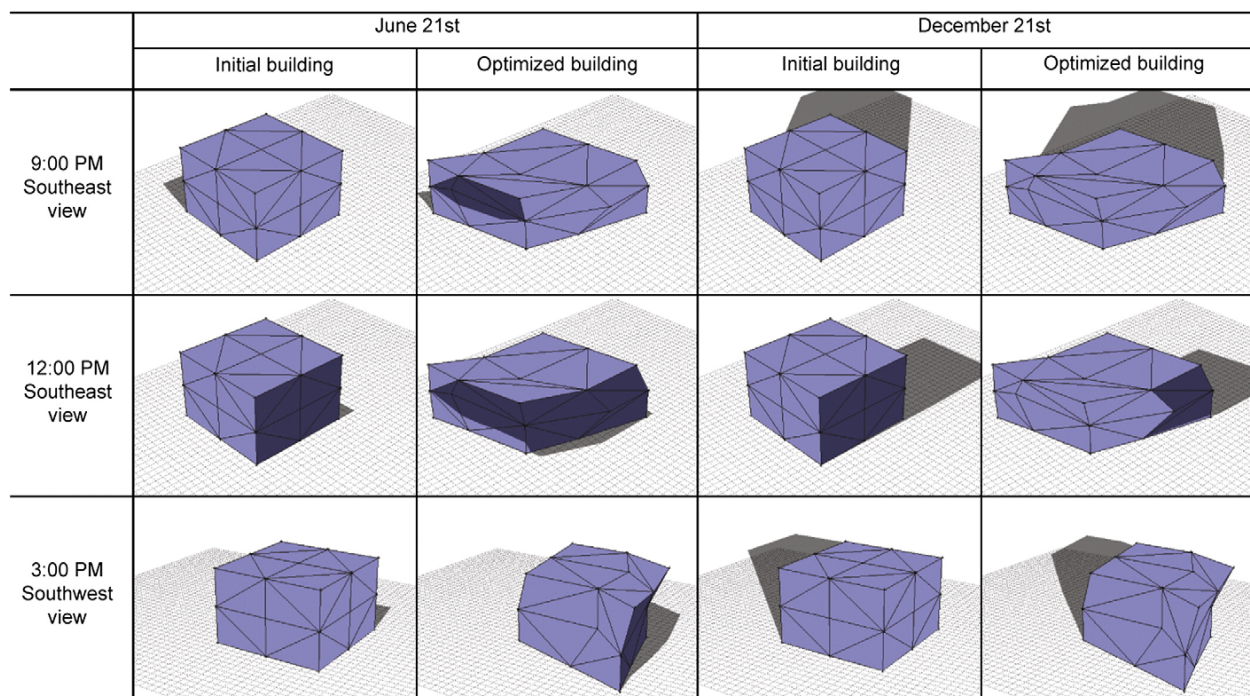 June 21st
December 21st
Initial building
Optimized building
Initial building
Optimized building
9:00 PM
Southeast
view
12:00 PM
Southeast
view
3:00 PM
Southwest
view